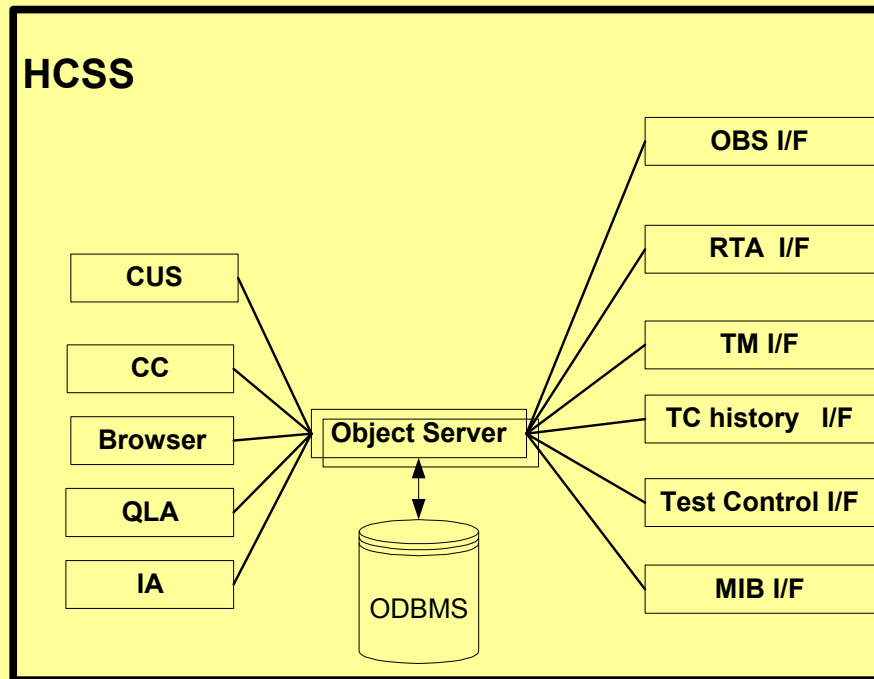 HCSS
CUS
CC
Browser
QLA
IA
Object Server
ODBMS
OBS I/F
RTA I/F
TM I/F
TC history I/F
Test Control I/F
MIB I/F